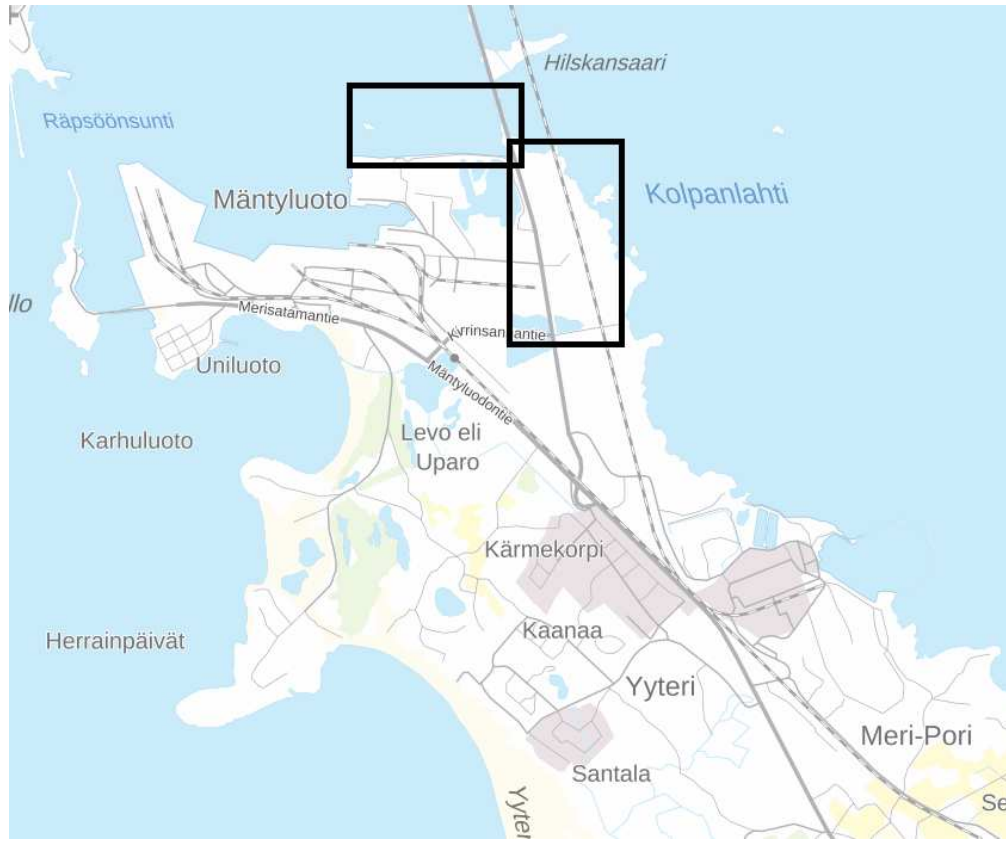 Hilskansaari
Räpsöönsunti
Mäntyluoto
Kolpanlahti
llo
Merisatamantie
Uniluoto
Mäntyluodontie
Karhuluoto
Levo eli
Uparo
Kärmekorpi
Kaanaa
Herrainpäivät
Yyteri
Meri-Pori
Santala
Yyter
Se